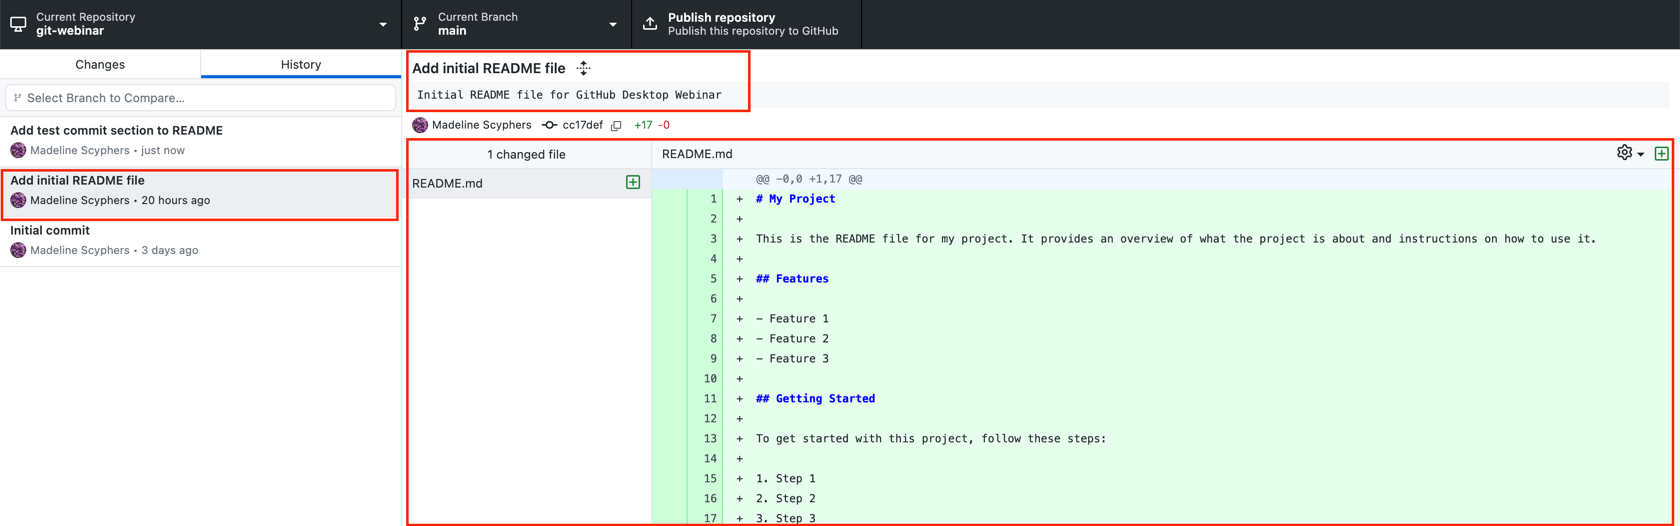 Current Repository
git-webinar
Current Branch
main
Publish repository
Publish this repository to GitHub
Changes
History
Select Branch to Compare...
Add test commit section to README
Madeline Scyphers • just now
Add initial README file
Madeline Scyphers • 20 hours ago
Initial commit
Madeline Scyphers • 3 days ago
Add initial README file
Initial README file for GitHub Desktop Webinar
Madeline Scyphers cc17def +17 -0
1 changed file
README.md
README.md
@@ -0,0 +1,17 @@
1 + # My Project
2 +
3 + This is the README file for my project. It provides an overview of what the project is about and instructions on how to use it.
4 +
5 + ## Features
6 +
7 + - Feature 1
8 + - Feature 2
9 + - Feature 3
10 +
11 + ## Getting Started
12 +
13 + To get started with this project, follow these steps:
14 +
15 + 1. Step 1
16 + 2. Step 2
17 + 3. Step 3